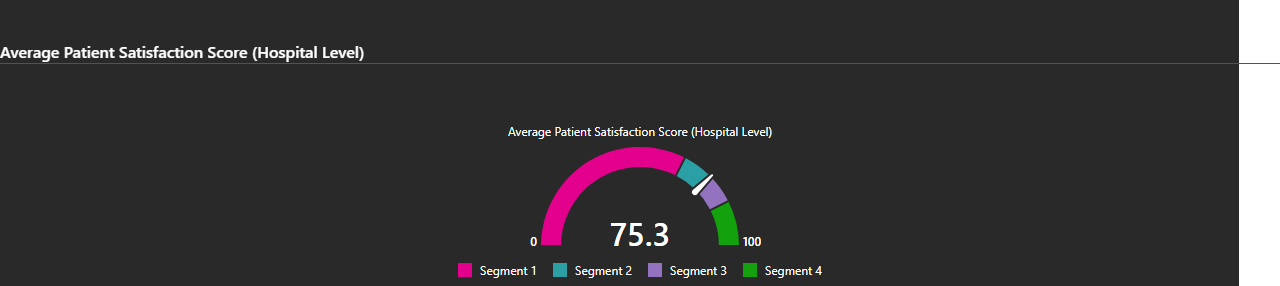 Average Patient Satisfaction Score (Hospital Level)
Average Patient Satisfaction Score (Hospital Level)
0 75.3 100
Segment 1 Segment 2 Segment 3 Segment 4